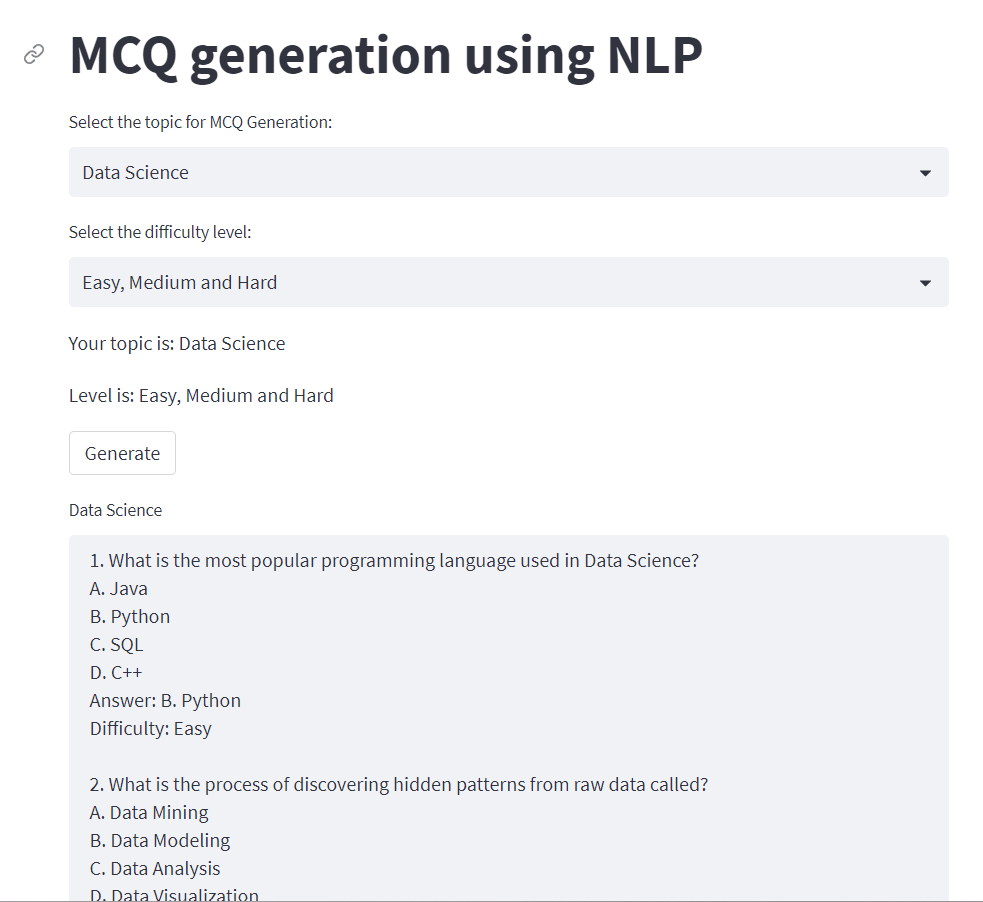 MCQ generation using NLP
Select the topic for MCQ Generation:
Data Science
Select the difficulty level:
Easy, Medium and Hard
Your topic is: Data Science
Level is: Easy, Medium and Hard
Generate
Data Science
1. What is the most popular programming language used in Data Science?
A. Java
B. Python
C. SQL
D. C++
Answer: B. Python
Difficulty: Easy
2. What is the process of discovering hidden patterns from raw data called?
A. Data Mining
B. Data Modeling
C. Data Analysis
D. Data Visualization